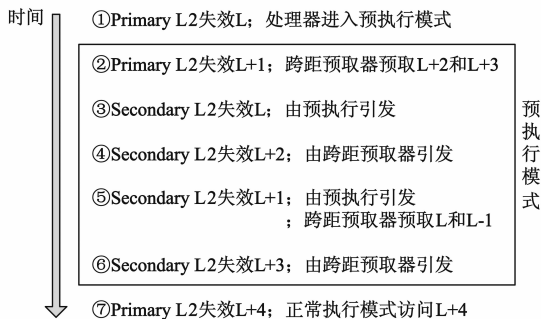 时间
①Primary L2失效L；处理器进入预执行模式
②Primary L2失效L+1；跨距预取器预取L+2和L+3
③Secondary L2失效L；由预执行引发
④Secondary L2失效L+2；由跨距预取器引发
⑤Secondary L2失效L+1；由预执行引发
；跨距预取器预取L和L-1
⑥Secondary L2失效L+3；由跨距预取器引发
预执行模式
⑦Primary L2失效L+4；正常执行模式访问L+4